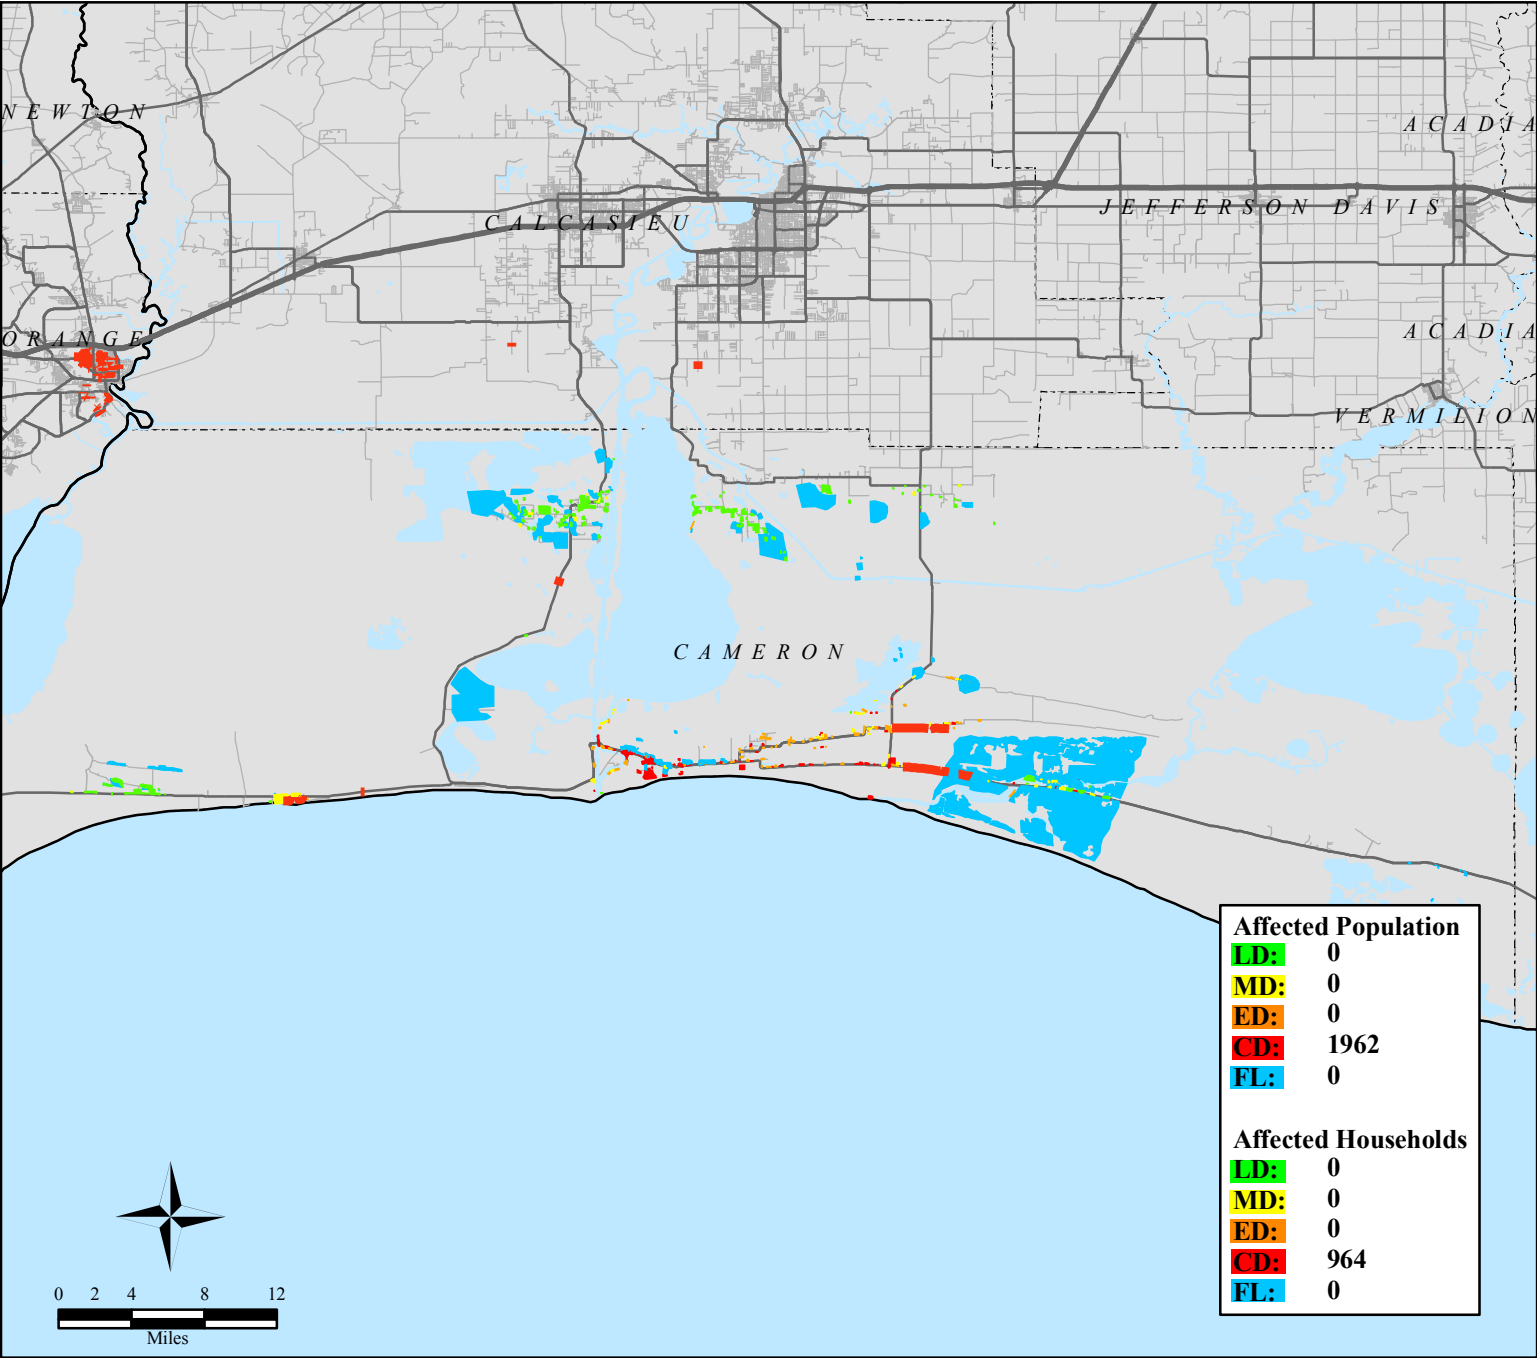 NEWTON
ACADIA
JEFFERSON DAVIS
CALCASIEU
ORANGE
ACADIA
VERMILION
CAMERON
Affected Population
LD: 0
MD: 0
ED: 0
CD: 1962
FL: 0
Affected Households
LD: 0
MD: 0
ED: 0
CD: 964
FL: 0
0 2 4 8 12
Miles